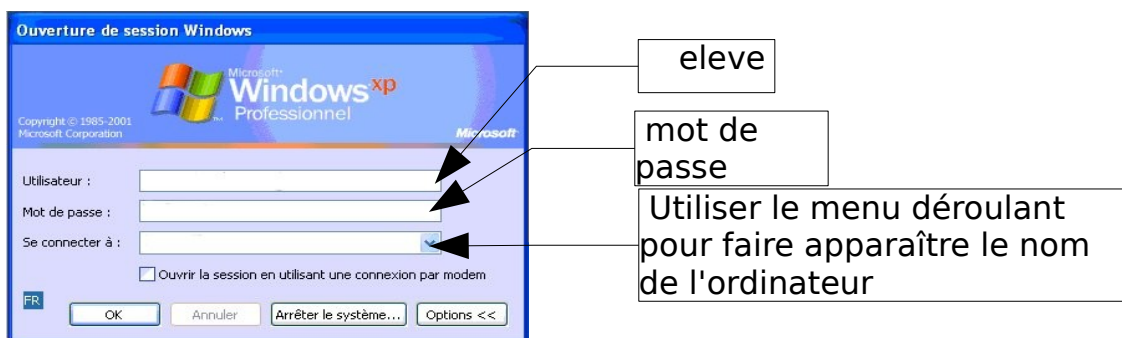 Ouverture de session Windows
Microsoft
Windows xp
Professionnel
Copyright © 1985-2001
Microsoft Corporation
Microsoft
Utilisateur :
Mot de passe :
Se connecter à :
Ouvrir la session en utilisant une connexion par modem
FR
OK
Annuler
Arrêter le système...
Options <<
eleve
mot de
passe
Utiliser le menu déroulant
pour faire apparaître le nom
de l'ordinateur